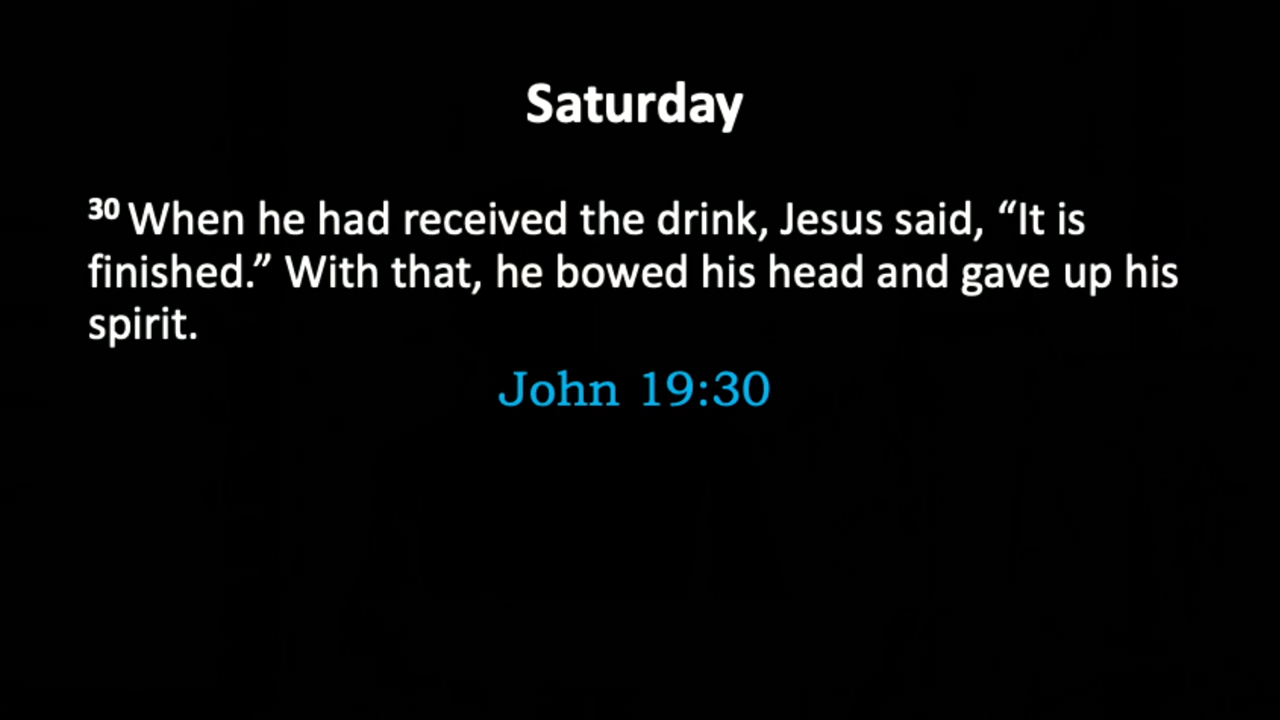 Saturday
30 When he had received the drink, Jesus said, “It is
finished.” With that, he bowed his head and gave up his
spirit.
John 19:30